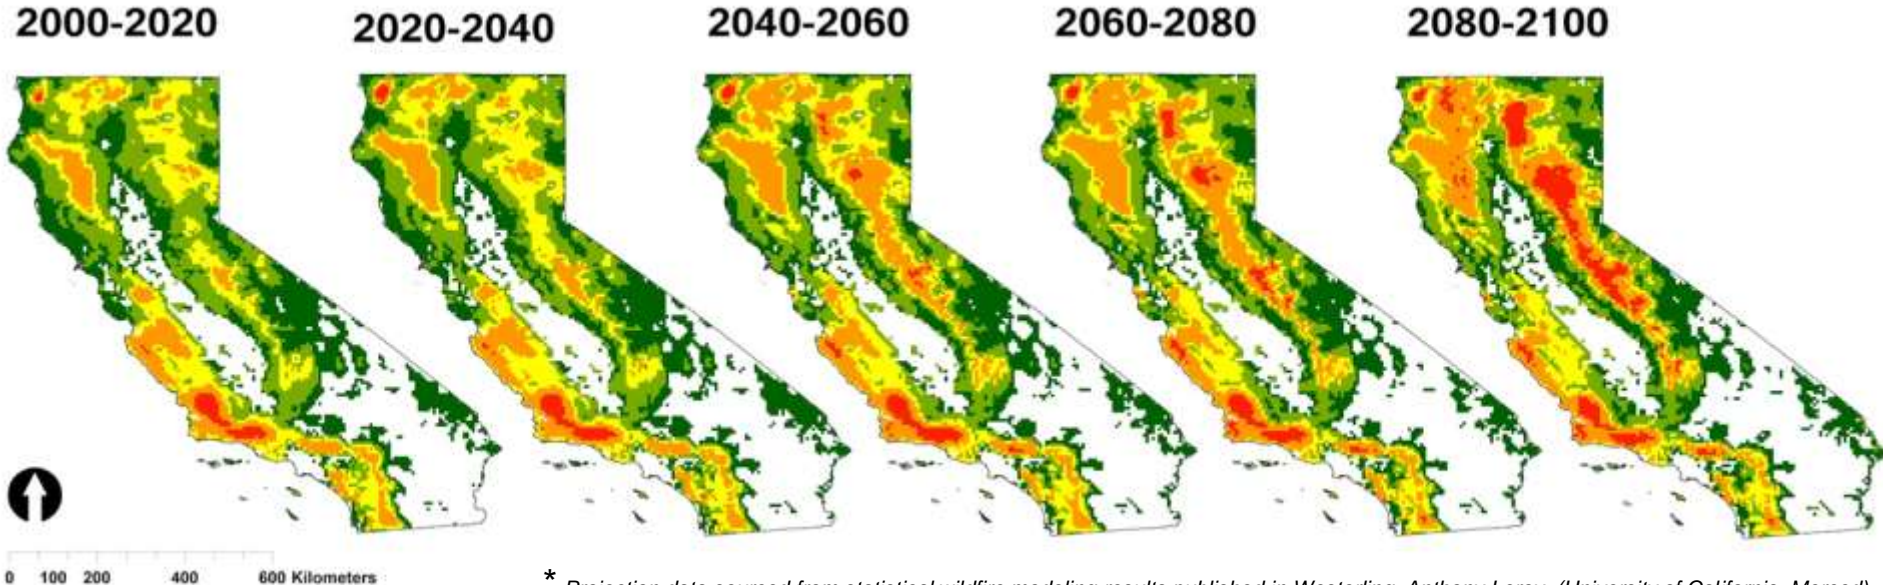 2000-2020 2020-2040 2040-2060 2060-2080 2080-2100
0 100 200 400 600 Kilometers
* Projection data sourced from statistical wildfire modeling results published in Westerling, Anthony Leroy. (University of California, Merced)